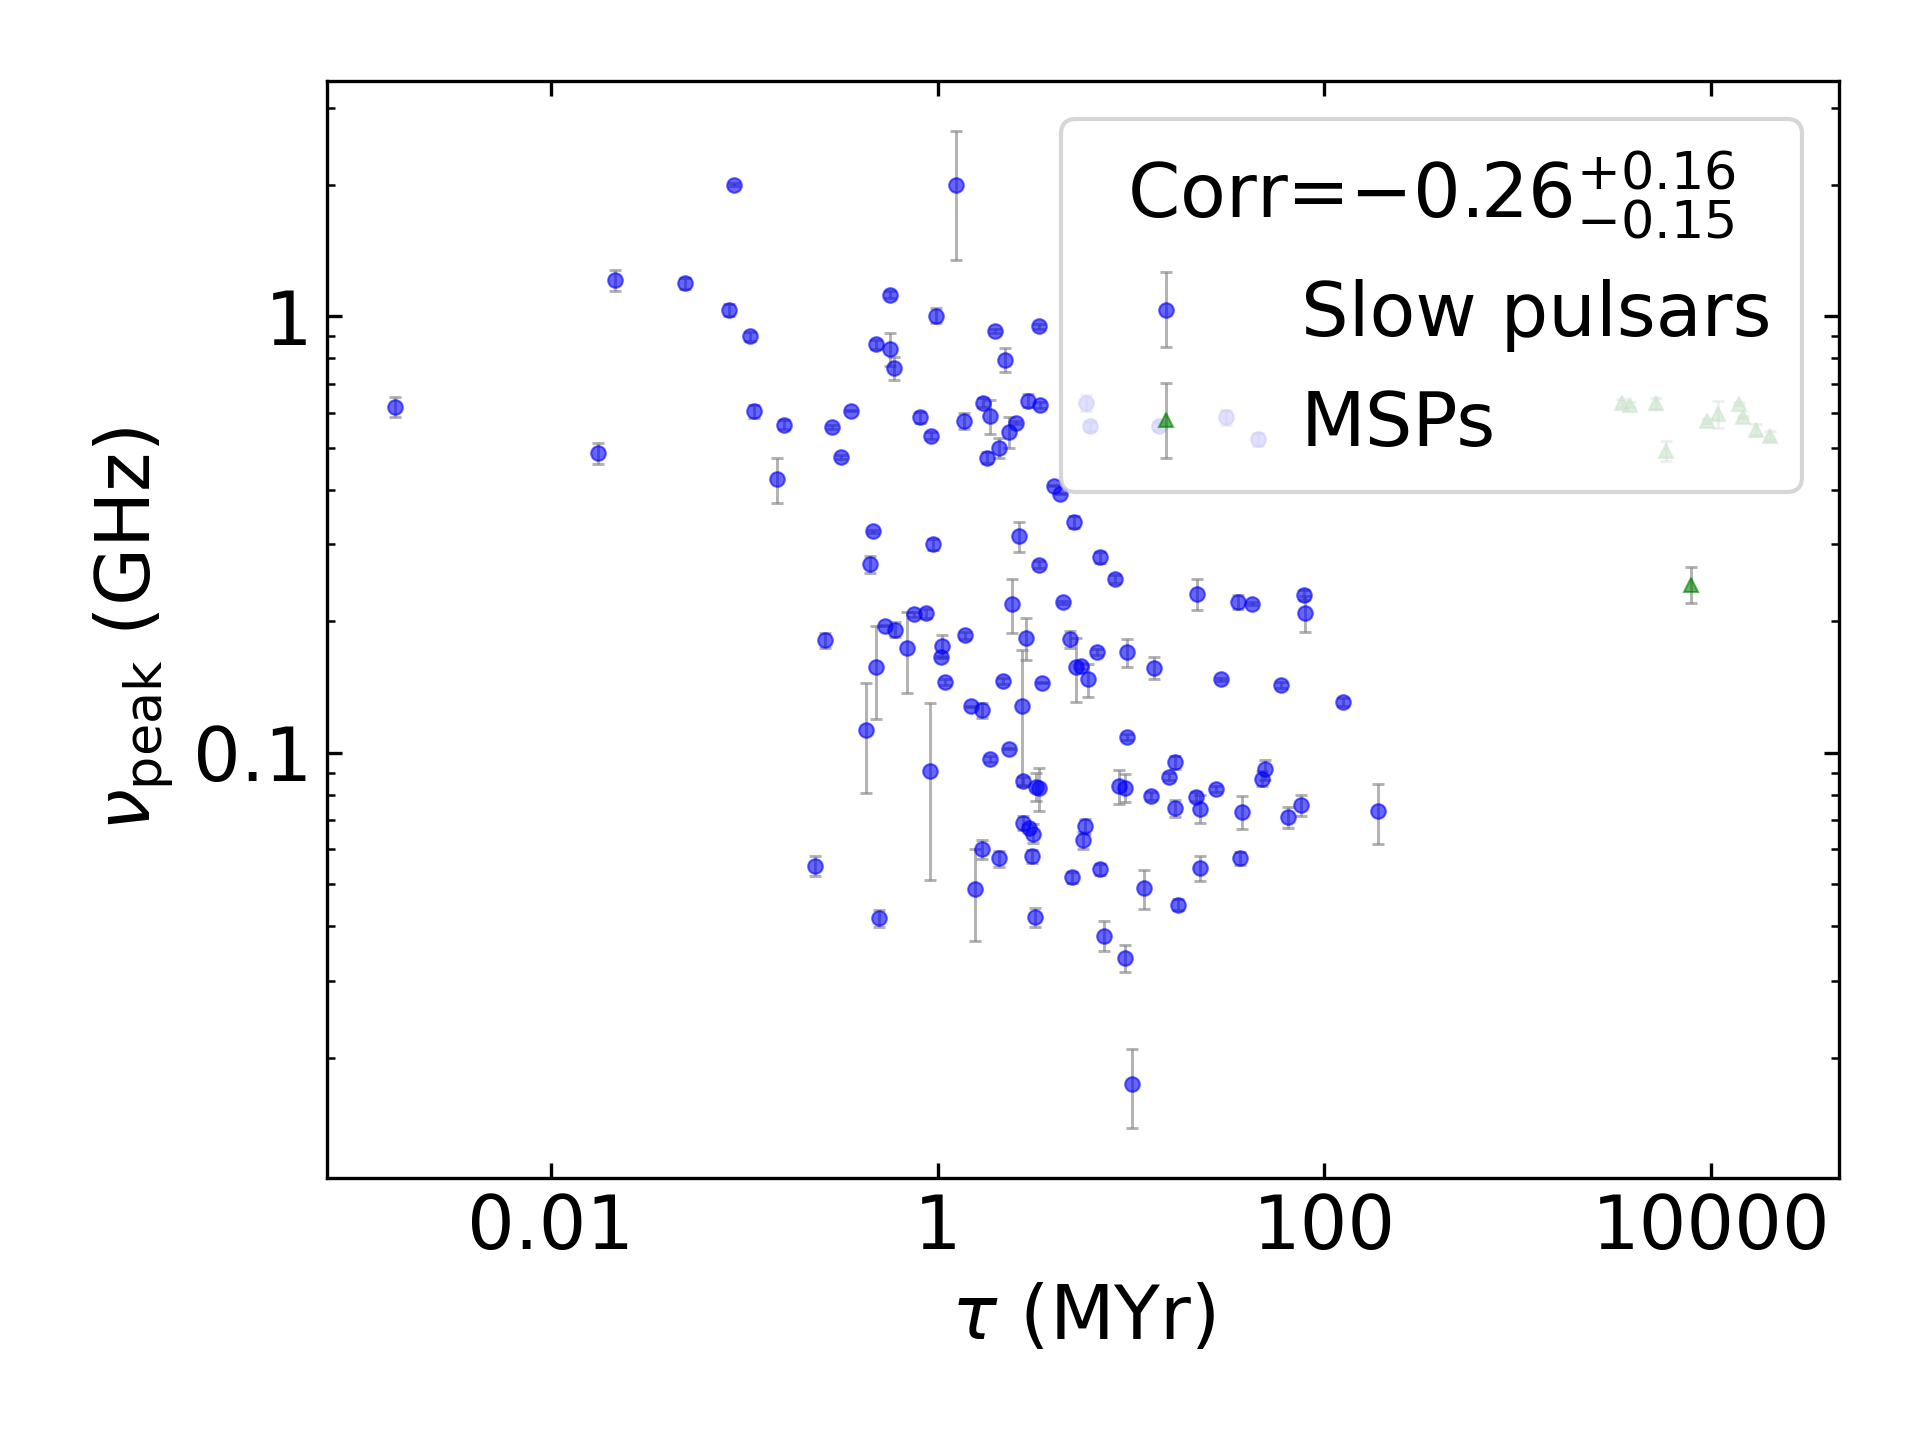 Corr=−0.26+0.16−0.15
Slow pulsars
MSPs
1
0.1
νpeak (GHz)
0.01 1 100 10000
τ (MYr)